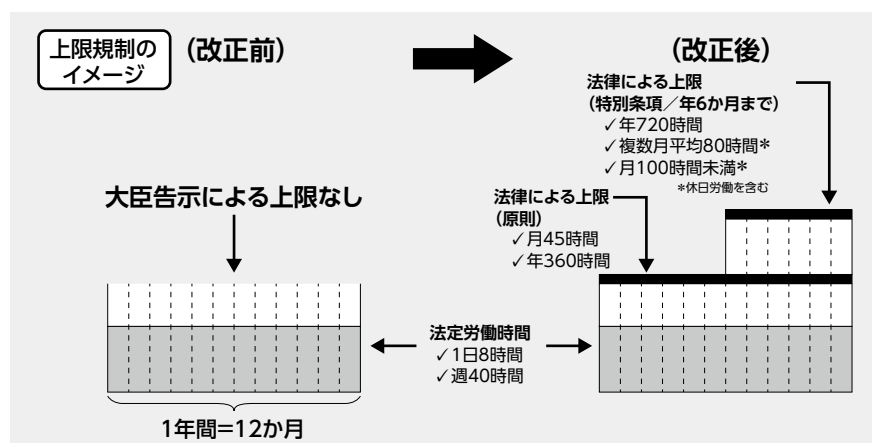 上限規制の
イメージ
(改正前)
(改正後)
法律による上限
(特別条項／年6か月まで)
✓年720時間
✓複数月平均80時間*
✓月100時間未満*
*休日労働を含む
大臣告示による上限なし
法律による上限
(原則)
✓月45時間
✓年360時間
法定労働時間
✓1日8時間
✓週40時間
1年間=12か月